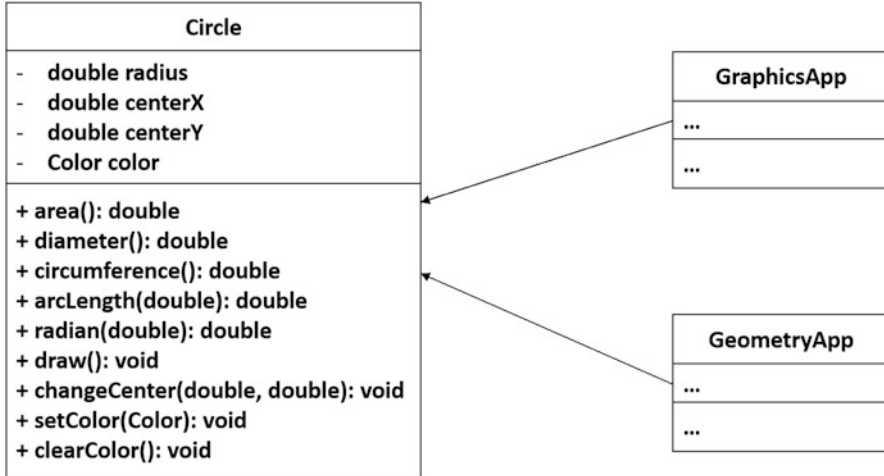 Circle
- double radius
- double centerX
- double centerY
- Color color
+ area(): double
+ diameter(): double
+ circumference(): double
+ arcLength(double): double
+ radian(double): double
+ draw(): void
+ changeCenter(double, double): void
+ setColor(Color): void
+ clearColor(): void
GraphicsApp
...
...
GeometryApp
...
...